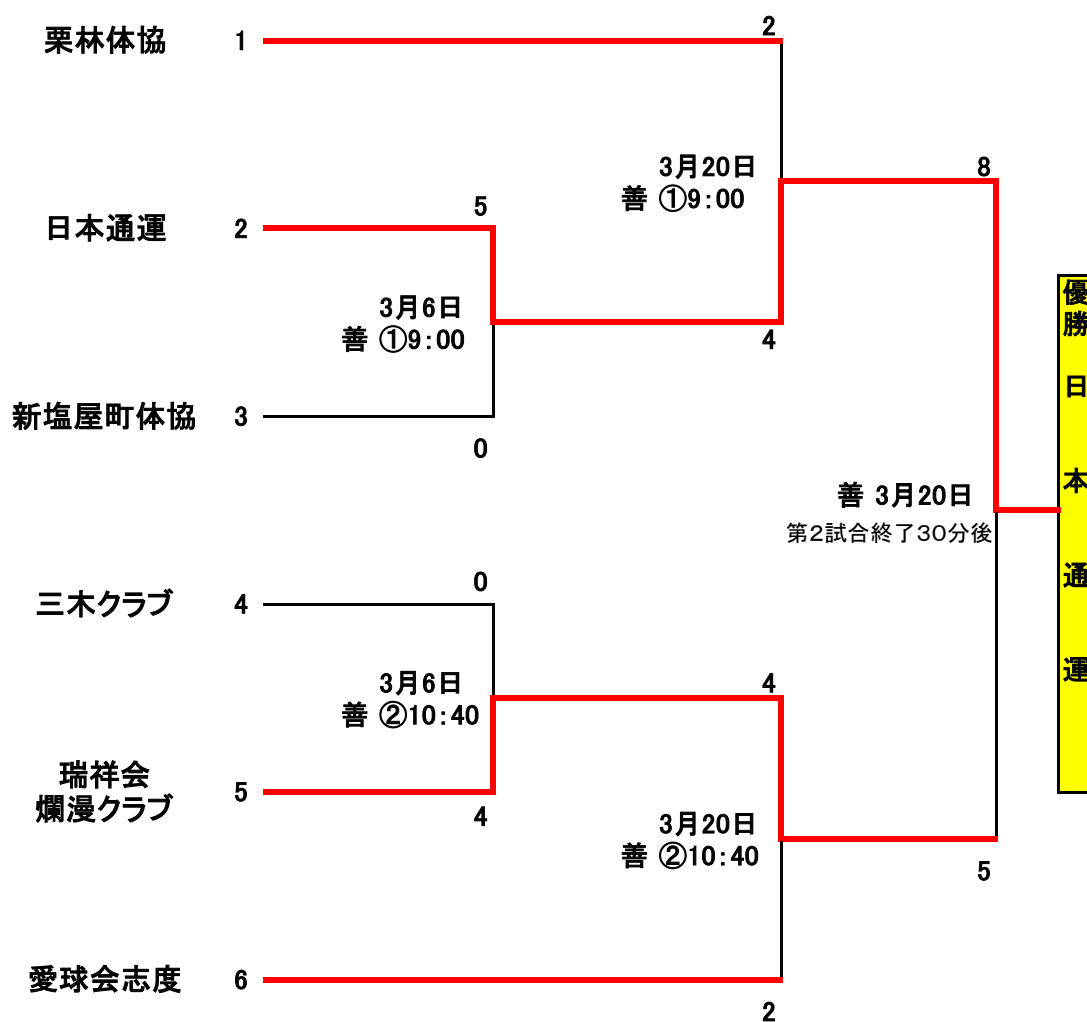 栗林体協 1
2
3月20日
善 ①9:00
8
日本通運 2
5
3月6日
善 ①9:00
4
新塩屋町体協 3
0
優勝
日本通運
善 3月20日
第2試合終了30分後
三木クラブ 4
0
3月6日
善 ②10:40
4
瑞祥会
爛漫クラブ
5
4
3月20日
善 ②10:40
5
愛球会志度 6
2